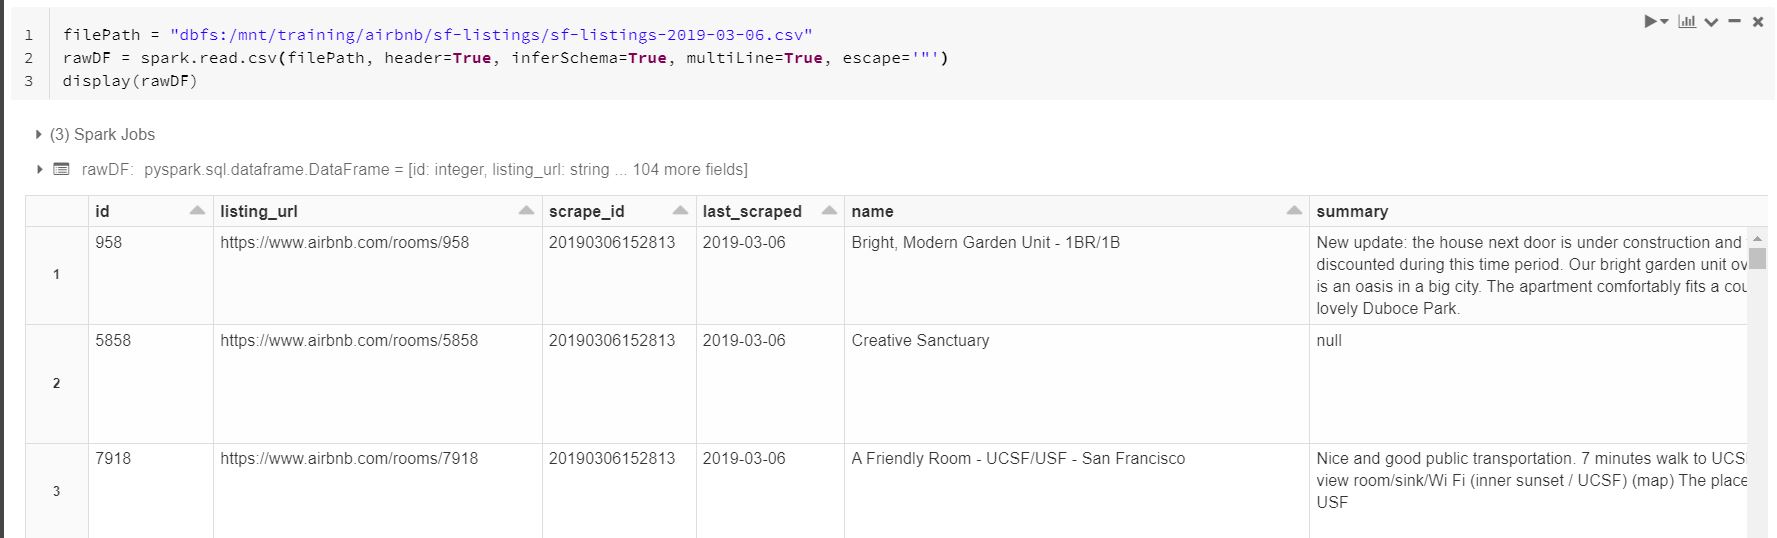 1 filePath = "dbfs:/mnt/training/airbnb/sf-listings/sf-listings-2019-03-06.csv"
2 rawDF = spark.read.csv(filePath, header=True, inferSchema=True, multiLine=True, escape='"')
3 display(rawDF)
(3) Spark Jobs
rawDF: pyspark.sql.dataframe.DataFrame = [id: integer, listing_url: string ... 104 more fields]
id listing_url scrape_id last_scraped name summary
958 https://www.airbnb.com/rooms/958 20190306152813 2019-03-06 Bright, Modern Garden Unit - 1BR/1B New update: the house next door is under construction and
1 discounted during this time period. Our bright garden unit ov
is an oasis in a big city. The apartment comfortably fits a cou
lovely Duboce Park.
5858 https://www.airbnb.com/rooms/5858 20190306152813 2019-03-06 Creative Sanctuary null
2
7918 https://www.airbnb.com/rooms/7918 20190306152813 2019-03-06 A Friendly Room - UCSF/USF - San Francisco Nice and good public transportation. 7 minutes walk to UCS
3 view room/sink/Wi Fi (inner sunset / UCSF) (map) The place
USF